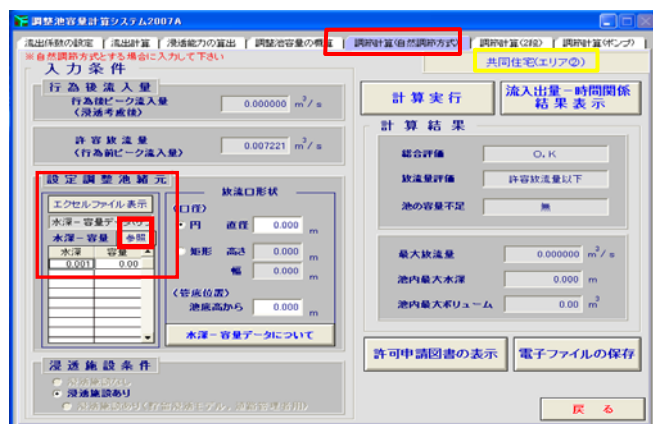 調整池容量計算システム2007A
流出係数の設定 流出計算 浸透能力の算出 調整池容量の概算 調節計算(自然調節方式) 調節計算(2段) 調節計算(ポンプ)
※自然調節方式とする場合に入力して下さい
共同住宅(エリア②)
入力条件
行為後流入量
行為後ピーク流入量
(浸透考慮後)
0.000000 m³/s
許容放流量
(行為前ピーク流入量)
0.007221 m³/s
設定調整池諸元
エクセルファイル表示
水深-容量データ
水深-容量 参照
水深 容量
0.001 0.00
放流口形状
(口径)
円 直径 0.000 m
矩形 高さ 0.000 m
幅 0.000 m
(管底位置)
池底高から 0.000 m
水深-容量データについて
浸透施設条件
浸透施設なし
浸透施設あり
計算実行
流入出量-時間関係
結果表示
計算結果
総合評価 O.K
放流量評価 許容放流量以下
池の容量不足 無
最大放流量 0.000000 m³/s
池内最大水深 0.000 m
池内最大ボリューム 0.00 m³
許可申請図書の表示
電子ファイルの保存
戻る